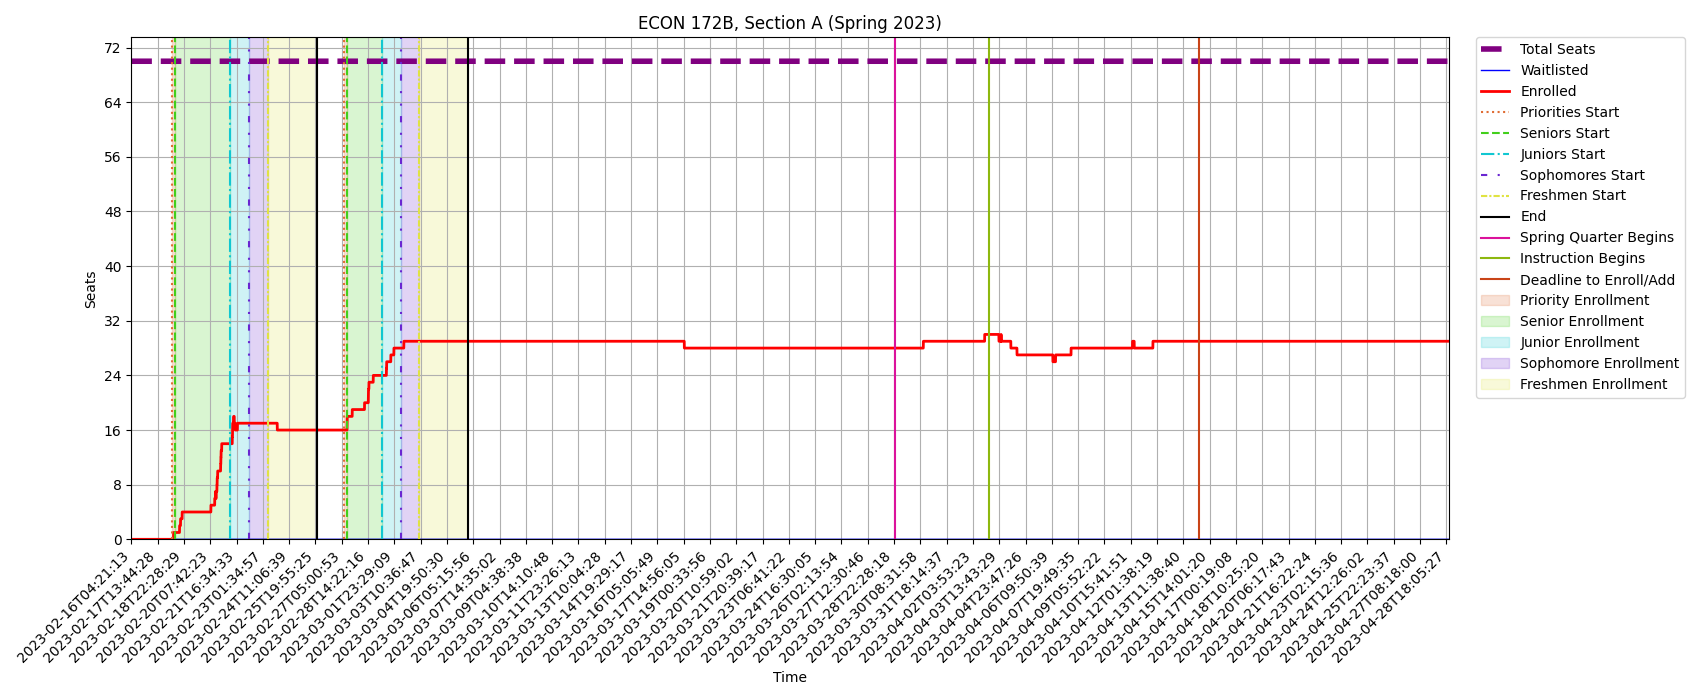 ECON 172B, Section A (Spring 2023)
72
64
56
48
40
32
24
16
8
0
Seats
2023-02-16T04:21:13
2023-02-17T13:44:28
2023-02-18T22:28:29
2023-02-20T07:42:23
2023-02-21T16:34:33
2023-02-23T01:34:57
2023-02-24T11:06:39
2023-02-25T19:55:25
2023-02-27T05:00:53
2023-02-28T14:22:16
2023-03-01T23:29:09
2023-03-03T10:36:47
2023-03-04T19:50:30
2023-03-06T05:15:56
2023-03-07T14:35:02
2023-03-09T04:38:38
2023-03-10T14:10:48
2023-03-11T23:26:13
2023-03-13T10:04:28
2023-03-14T19:29:17
2023-03-16T05:05:49
2023-03-17T14:56:05
2023-03-19T00:33:56
2023-03-20T10:59:02
2023-03-21T20:39:17
2023-03-23T06:41:22
2023-03-24T16:30:05
2023-03-26T02:13:54
2023-03-27T12:30:46
2023-03-28T22:28:18
2023-03-30T08:31:58
2023-03-31T18:14:37
2023-04-02T03:53:23
2023-04-03T13:43:29
2023-04-04T23:47:26
2023-04-06T09:50:39
2023-04-07T19:49:35
2023-04-09T05:52:22
2023-04-10T15:41:51
2023-04-12T01:38:19
2023-04-13T11:38:40
2023-04-15T14:01:20
2023-04-17T00:19:08
2023-04-18T10:25:20
2023-04-20T06:17:43
2023-04-21T16:22:24
2023-04-23T02:15:36
2023-04-24T12:26:02
2023-04-25T22:23:37
2023-04-27T08:18:00
2023-04-28T18:05:27
Time
Total Seats
Waitlisted
Enrolled
Priorities Start
Seniors Start
Juniors Start
Sophomores Start
Freshmen Start
End
Spring Quarter Begins
Instruction Begins
Deadline to Enroll/Add
Priority Enrollment
Senior Enrollment
Junior Enrollment
Sophomore Enrollment
Freshmen Enrollment